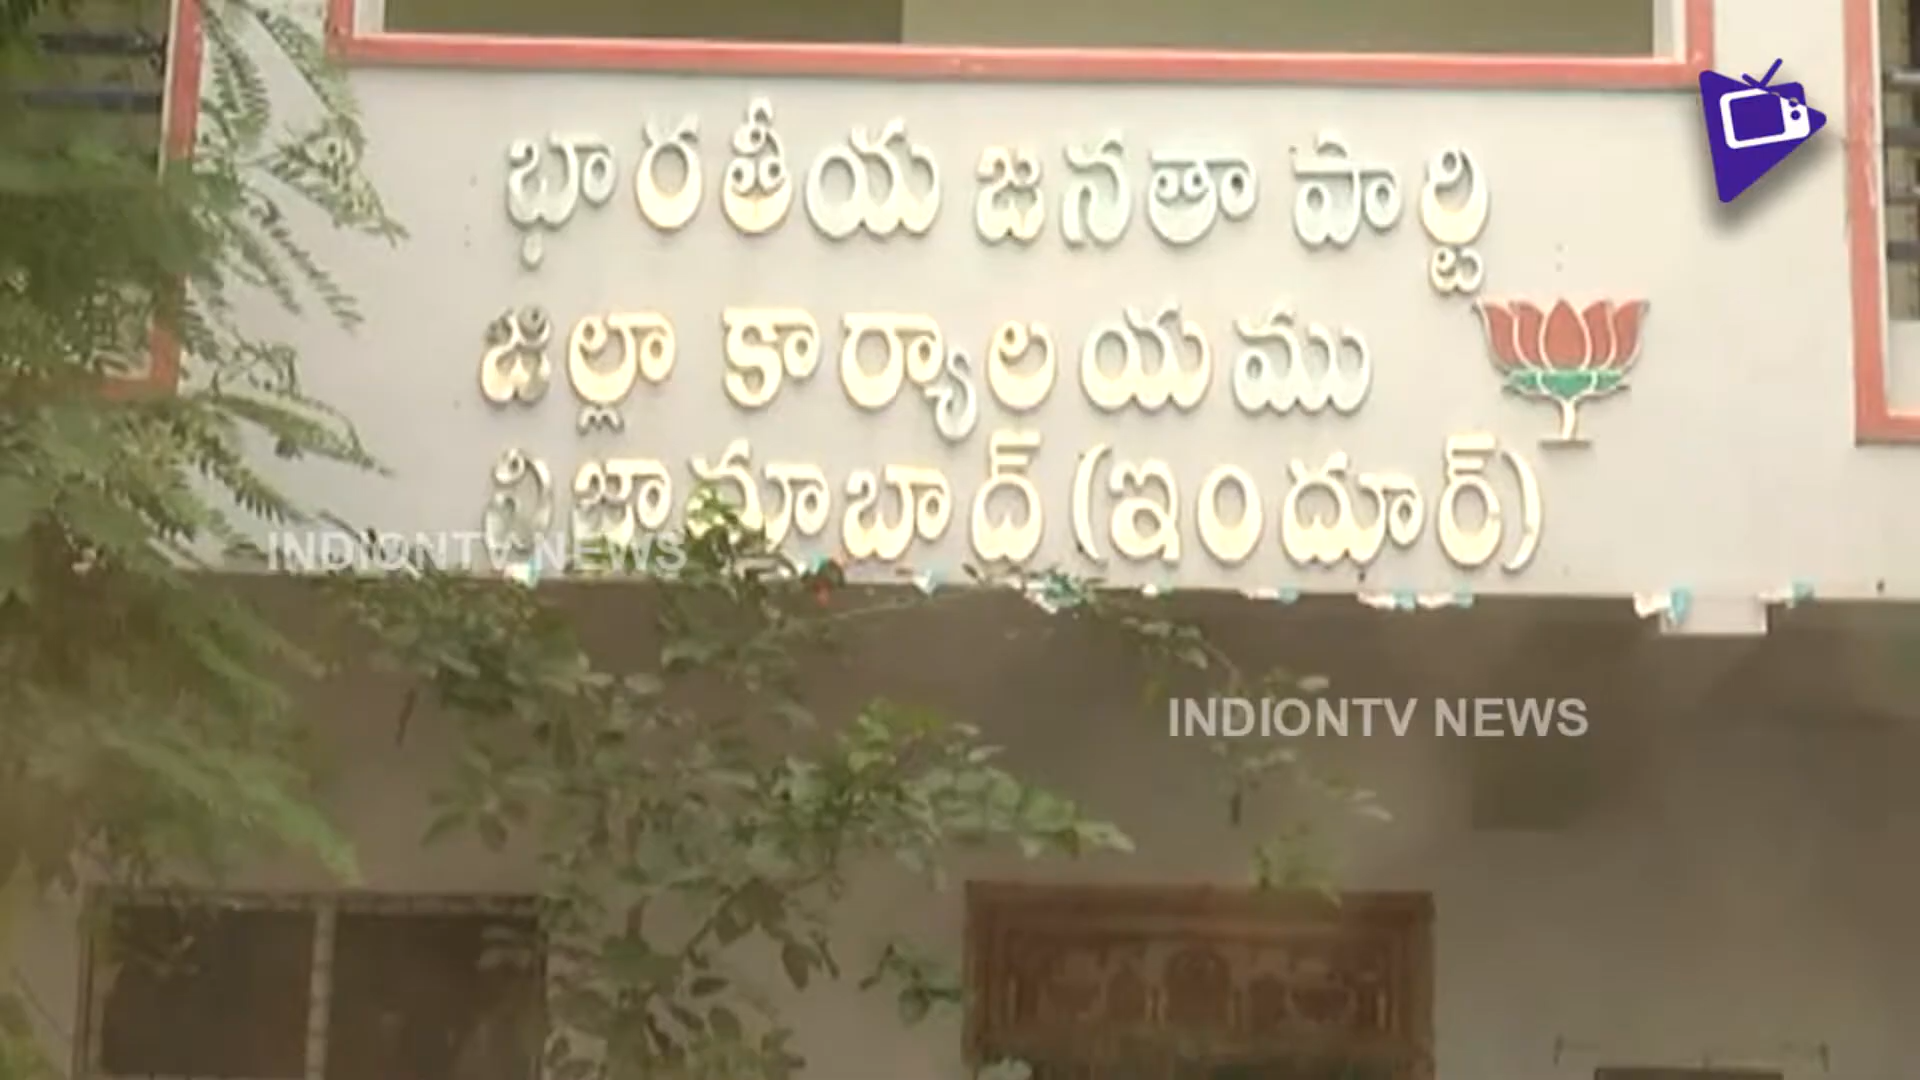 భారతీయ జనతా పార్టి
జిల్లా కార్యాలయము
నిజామాబాద్ (ఇందూర్)
INDIONTV NEWS
INDIONTV NEWS